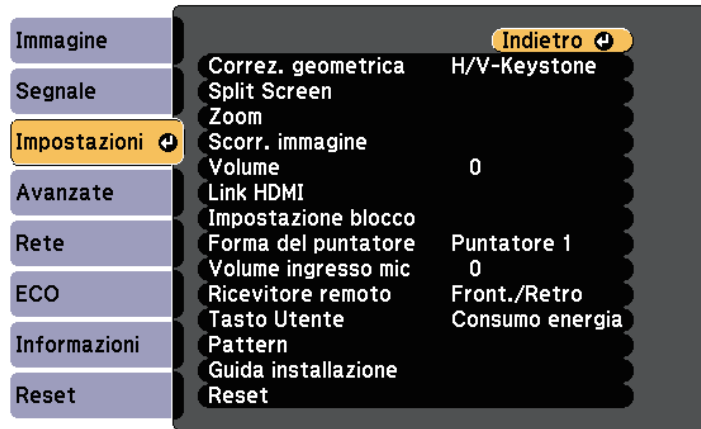 Immagine
Segnale
Impostazioni
Avanzate
Rete
ECO
Informazioni
Reset
Indietro
Correz. geometrica H/V-Keystone
Split Screen
Zoom
Scorr. immagine
Volume 0
Link HDMI
Impostazione blocco
Forma del puntatore Puntatore 1
Volume ingresso mic 0
Ricevitore remoto Front./Retro
Tasto Utente Consumo energia
Pattern
Guida installazione
Reset